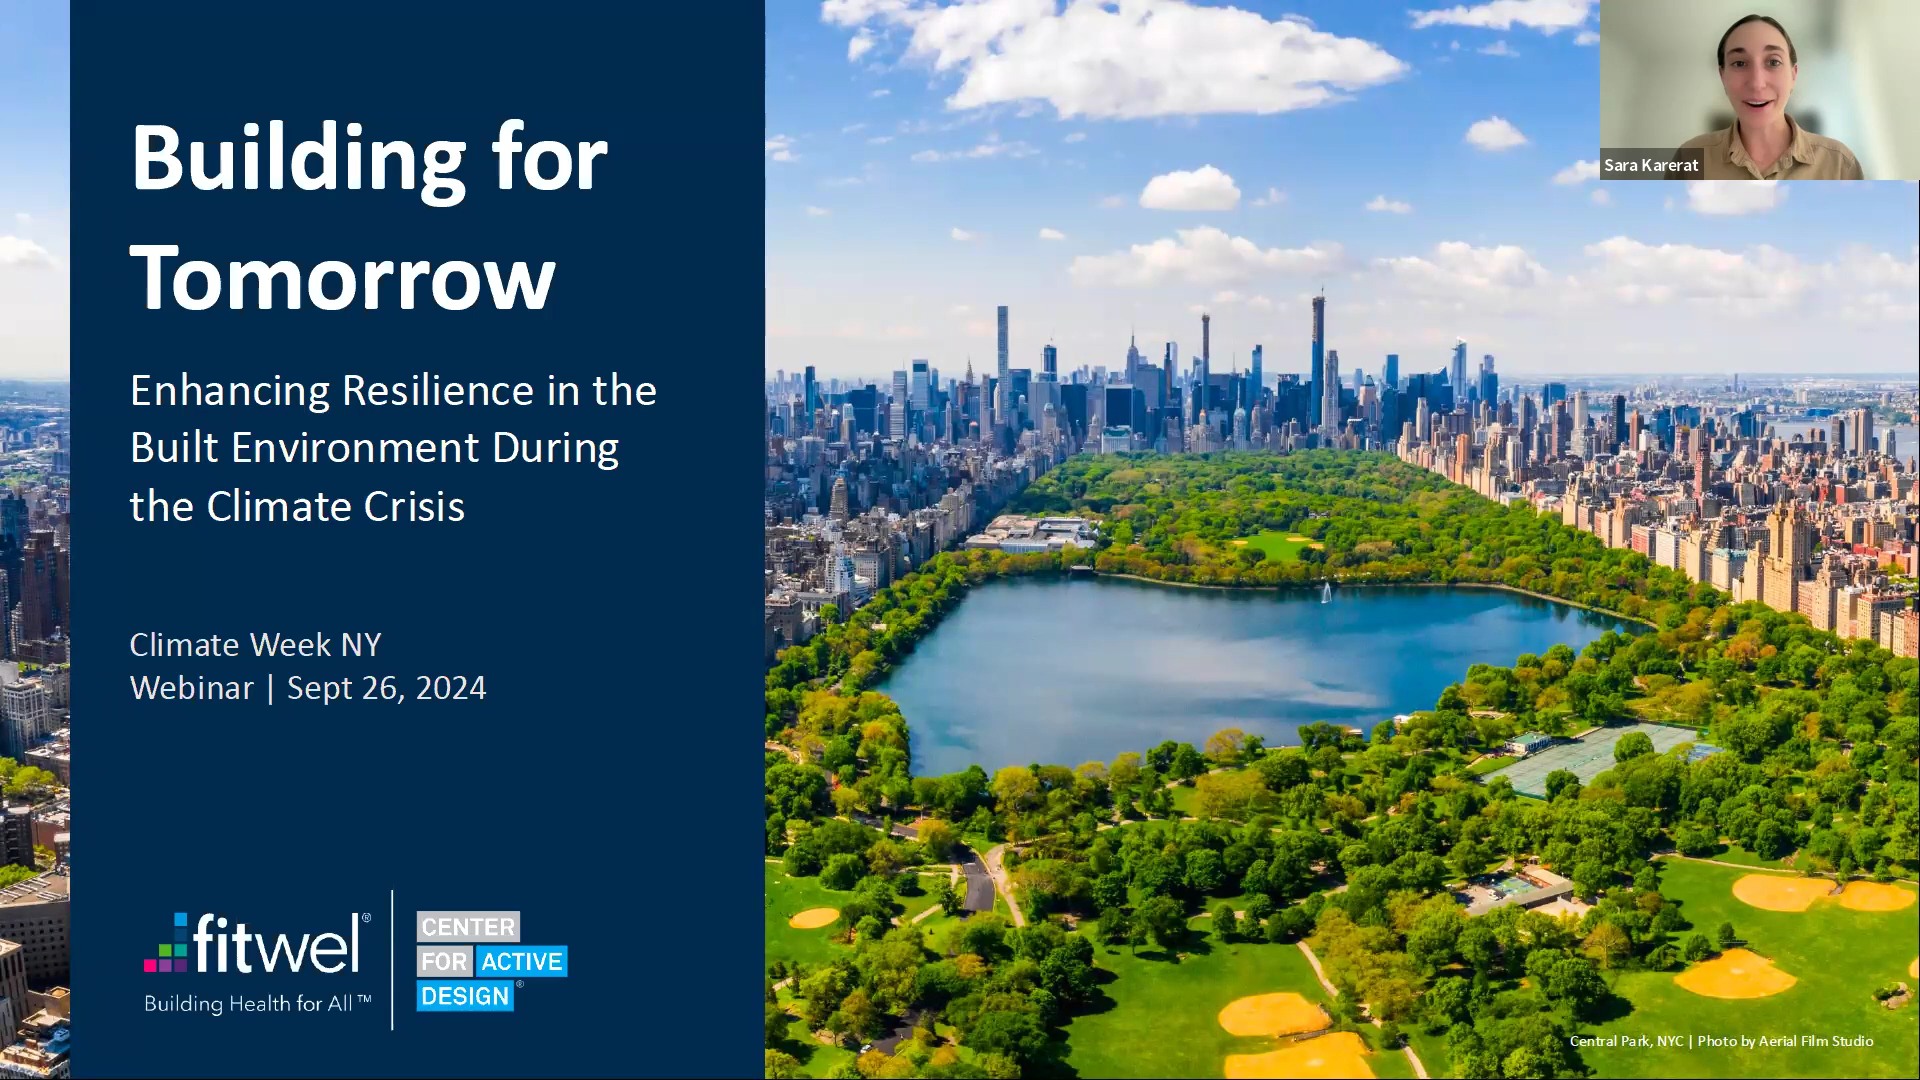 Building for
Tomorrow
Enhancing Resilience in the
Built Environment During
the Climate Crisis
Climate Week NY
Webinar | Sept 26, 2024
fitwel®
Building Health for All™
CENTER
FOR ACTIVE
DESIGN®
Sara Karerat
Central Park, NYC | Photo by Aerial Film Studio